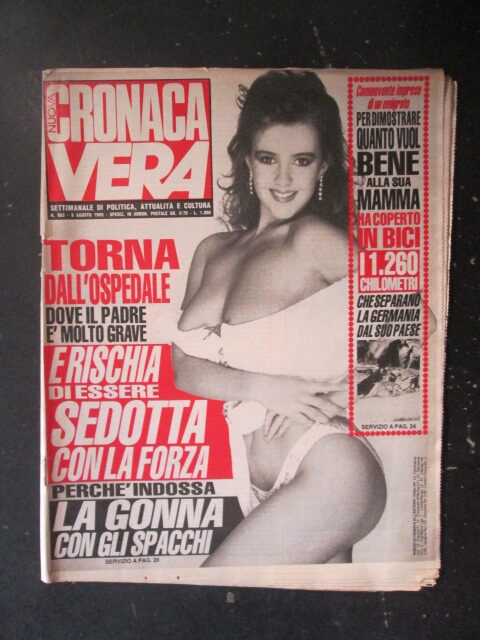 NUOVA
CRONACA
VERA
SETTIMANALE DI POLITICA, ATTUALITÀ E CULTURA
TORNA
DALL'OSPEDALE
DOVE IL PADRE
E' MOLTO GRAVE
E RISCHIA
DI ESSERE
SEDOTTA
CON LA FORZA
PERCHE' INDOSSA
LA GONNA
CON GLI SPACCHI
SERVIZIO A PAG. 20
Commovente impresa
di un emigrato
PER DIMOSTRARE
QUANTO VUOL
BENE
ALLA SUA
MAMMA
HA COPERTO
IN BICI
I 1.260
CHILOMETRI
CHE SEPARANO
LA GERMANIA
DAL SUO PAESE
SERVIZIO A PAG. 24